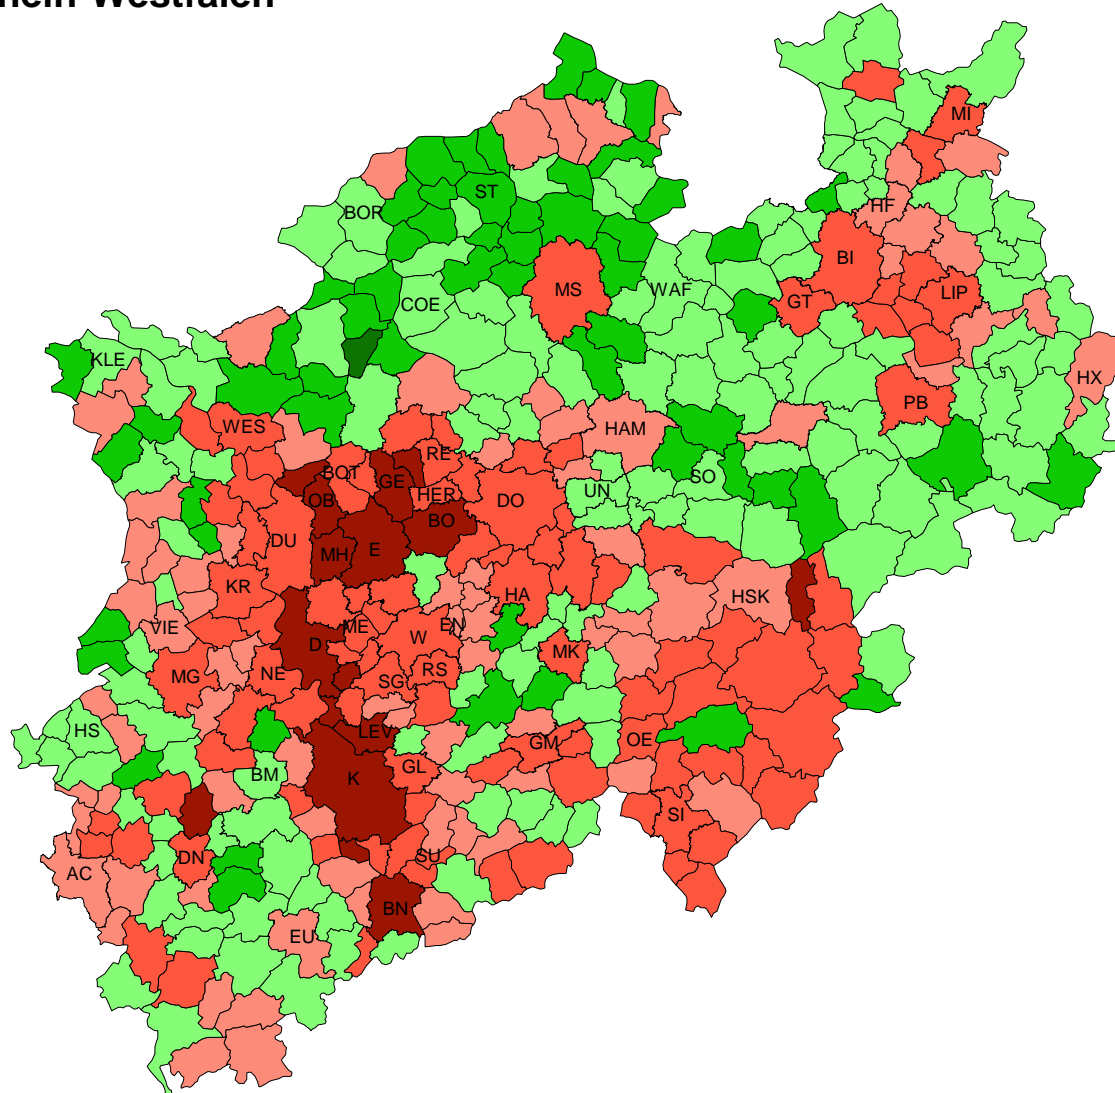 hein-Westfalen
MI
ST
HF
BOR
BI
MS
WAF
LIP
GT
COE
KLE
HX
PB
WES
HAM
RE
BOT
GE
SO
OB
HER
UN
DO
BO
DU
MH
E
KR
HA
HSK
VIE
ME
EN
W
D
MK
MG
NE
SG
RS
HS
LEV
OE
GM
BM
K
GL
SI
DN
SU
AC
BN
EU